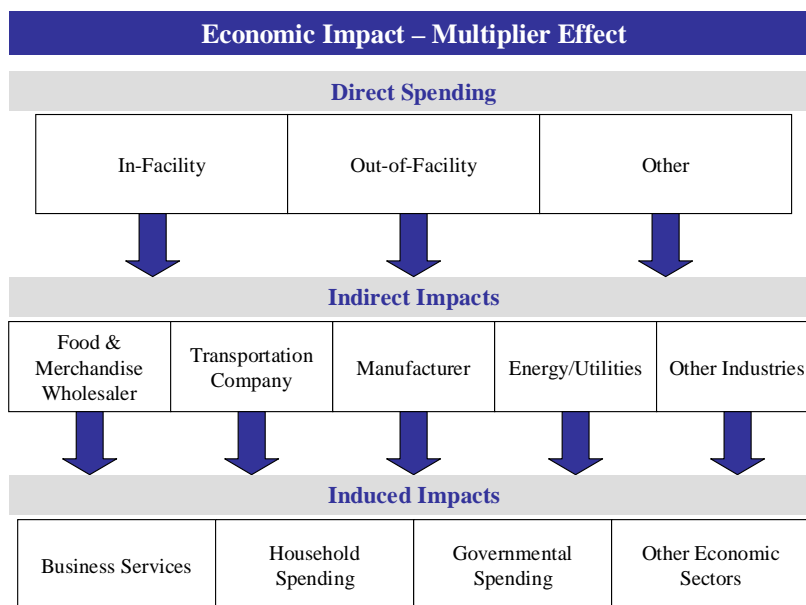 Economic Impact – Multiplier Effect
Direct Spending
In-Facility
Out-of-Facility
Other
Indirect Impacts
Food &
Merchandise
Wholesaler
Transportation
Company
Manufacturer
Energy/Utilities
Other Industries
Induced Impacts
Business Services
Household
Spending
Governmental
Spending
Other Economic
Sectors